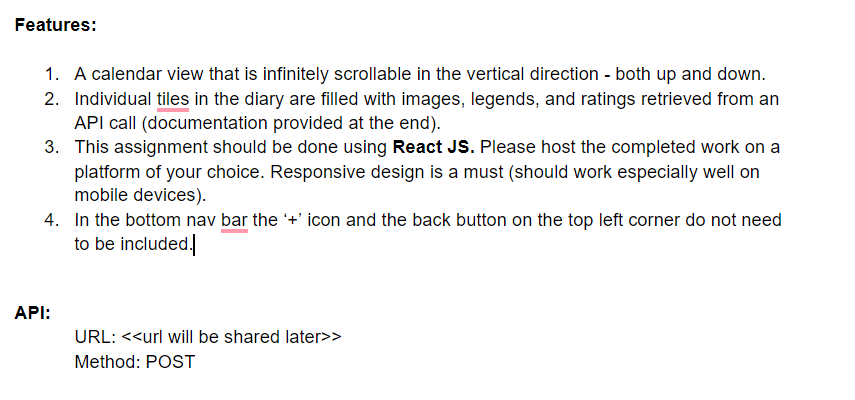 Features:
1. A calendar view that is infinitely scrollable in the vertical direction - both up and down.
2. Individual tiles in the diary are filled with images, legends, and ratings retrieved from an
API call (documentation provided at the end).
3. This assignment should be done using React JS. Please host the completed work on a
platform of your choice. Responsive design is a must (should work especially well on
mobile devices).
4. In the bottom nav bar the ‘+’ icon and the back button on the top left corner do not need
to be included.
API:
URL: <<url will be shared later>>
Method: POST